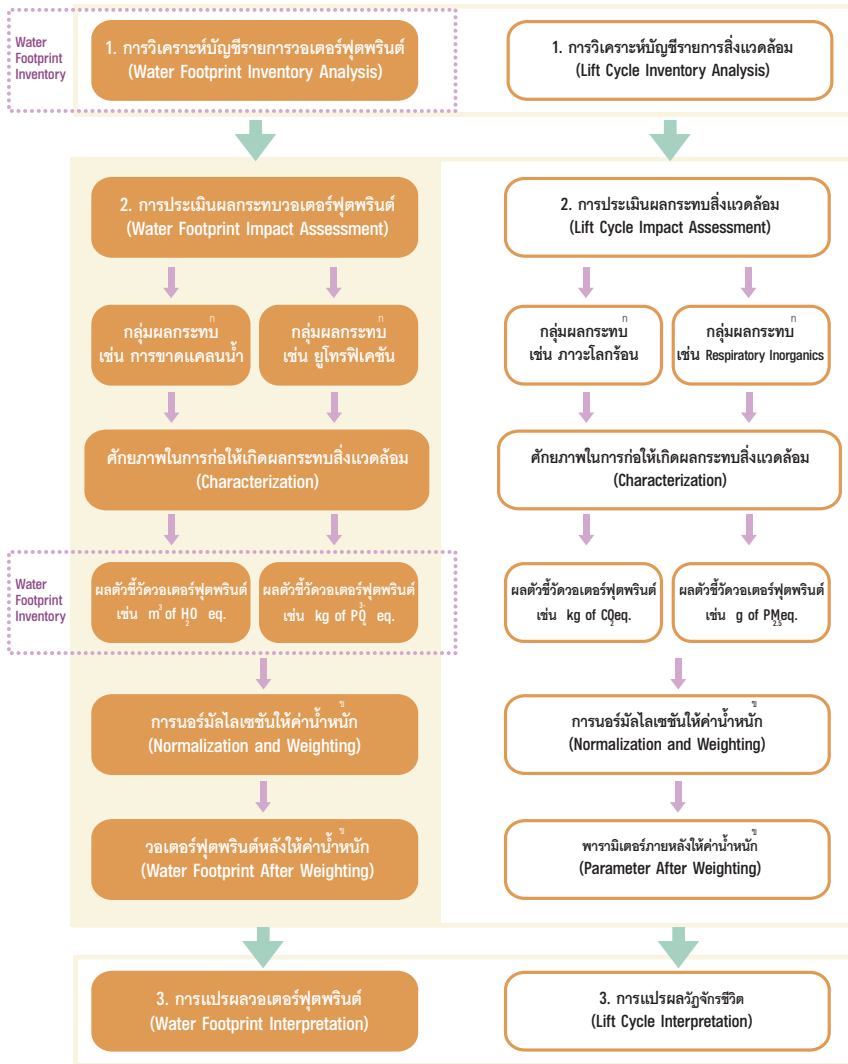 Water
Footprint
Inventory
1. การวิเคราะห์บัญชีรายการวอเตอร์ฟุตพรินต์
(Water Footprint Inventory Analysis)
1. การวิเคราะห์บัญชีรายการสิ่งแวดล้อม
(Lift Cycle Inventory Analysis)
2. การประเมินผลกระทบวอเตอร์ฟุตพรินต์
(Water Footprint Impact Assessment)
2. การประเมินผลกระทบสิ่งแวดล้อม
(Lift Cycle Impact Assessment)
กลุ่มผลกระทบ ก
เช่น การขาดแคลนน้ำ
กลุ่มผลกระทบ ก
เช่น ยูโทรฟิเคชัน
กลุ่มผลกระทบ ก
เช่น ภาวะโลกร้อน
กลุ่มผลกระทบ ก
เช่น Respiratory Inorganics
ศักยภาพในการก่อให้เกิดผลกระทบสิ่งแวดล้อม
(Characterization)
ศักยภาพในการก่อให้เกิดผลกระทบสิ่งแวดล้อม
(Characterization)
Water
Footprint
Inventory
ผลตัวชี้วัดวอเตอร์ฟุตพรินต์
เช่น m³ of H₂O eq.
ผลตัวชี้วัดวอเตอร์ฟุตพรินต์
เช่น kg of PO₄³⁻ eq.
ผลตัวชี้วัดวอเตอร์ฟุตพรินต์
เช่น kg of CO₂eq.
ผลตัวชี้วัดวอเตอร์ฟุตพรินต์
เช่น g of PM₂.₅eq.
การนอร์มัลไลเซชันให้ค่าน้ำหนัก ข
(Normalization and Weighting)
การนอร์มัลไลเซชันให้ค่าน้ำหนัก ข
(Normalization and Weighting)
วอเตอร์ฟุตพรินต์หลังให้ค่าน้ำหนัก ข
(Water Footprint After Weighting)
พารามิเตอร์ภายหลังให้ค่าน้ำหนัก ข
(Parameter After Weighting)
3. การแปรผลวอเตอร์ฟุตพรินต์
(Water Footprint Interpretation)
3. การแปรผลวัฏจักรชีวิต
(Lift Cycle Interpretation)